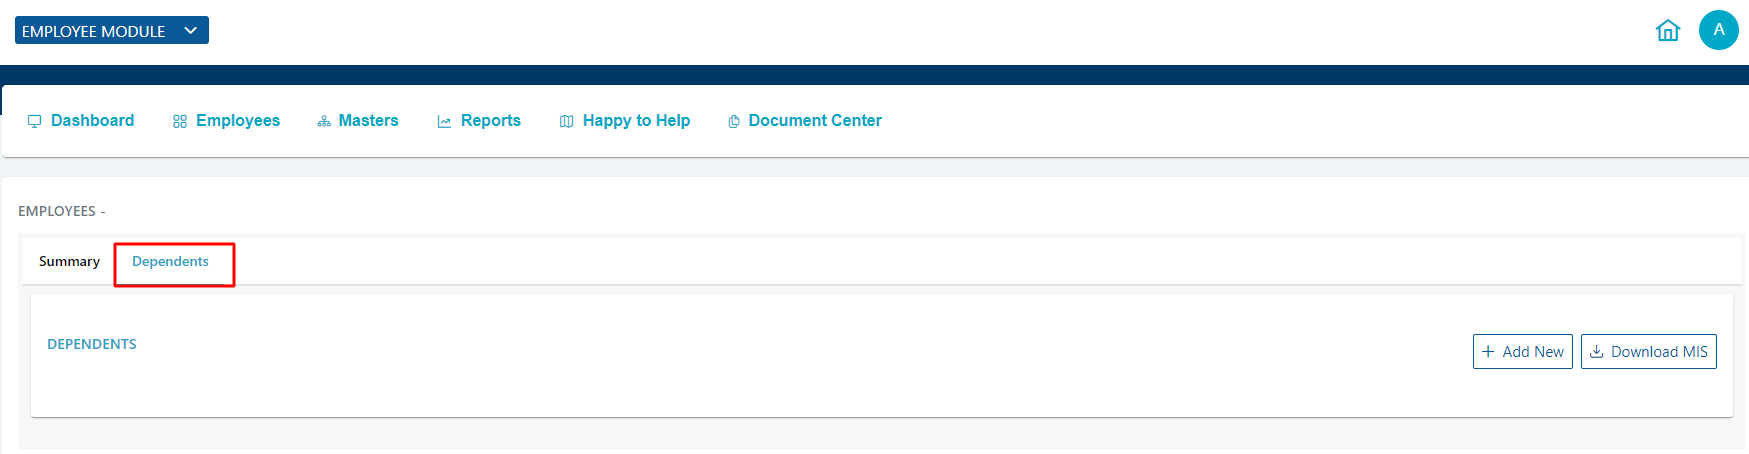 EMPLOYEE MODULE
A
Dashboard Employees Masters Reports Happy to Help Document Center
EMPLOYEES -
Summary Dependents
DEPENDENTS
Add New Download MIS